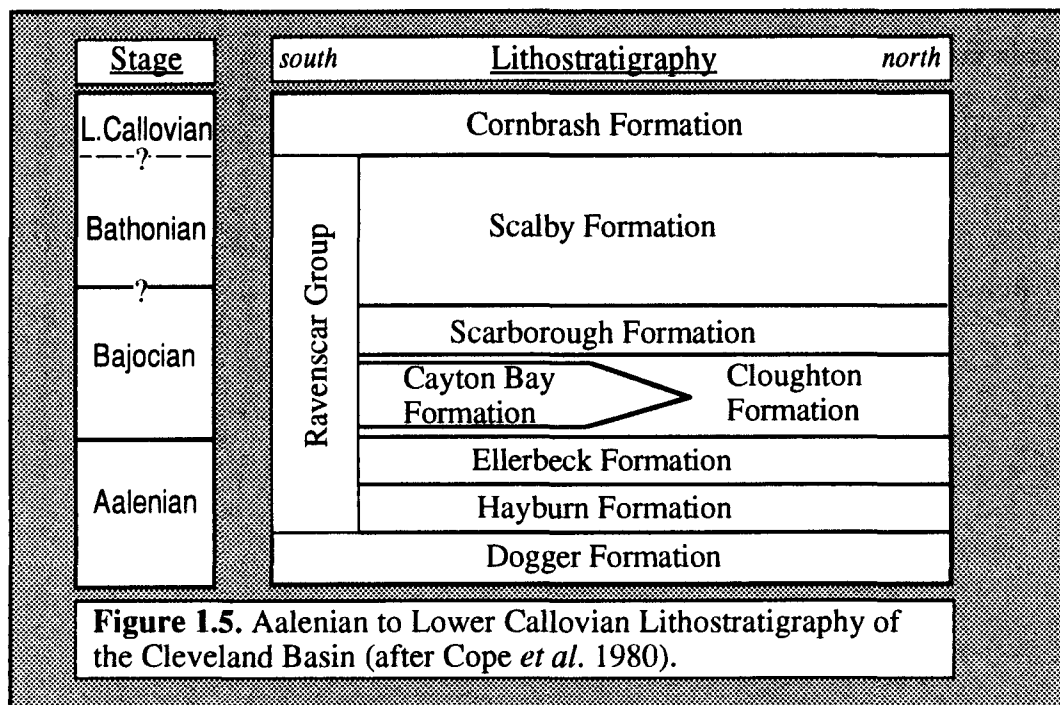 Stage
south Lithostratigraphy north
L.Callovian
?
Bathonian
?
Bajocian
Aalenian
Ravenscar Group
Cornbrash Formation
Scalby Formation
Scarborough Formation
Cayton Bay
Formation
Cloughton
Formation
Ellerbeck Formation
Hayburn Formation
Dogger Formation
Figure 1.5. Aalenian to Lower Callovian Lithostratigraphy of
the Cleveland Basin (after Cope et al. 1980).